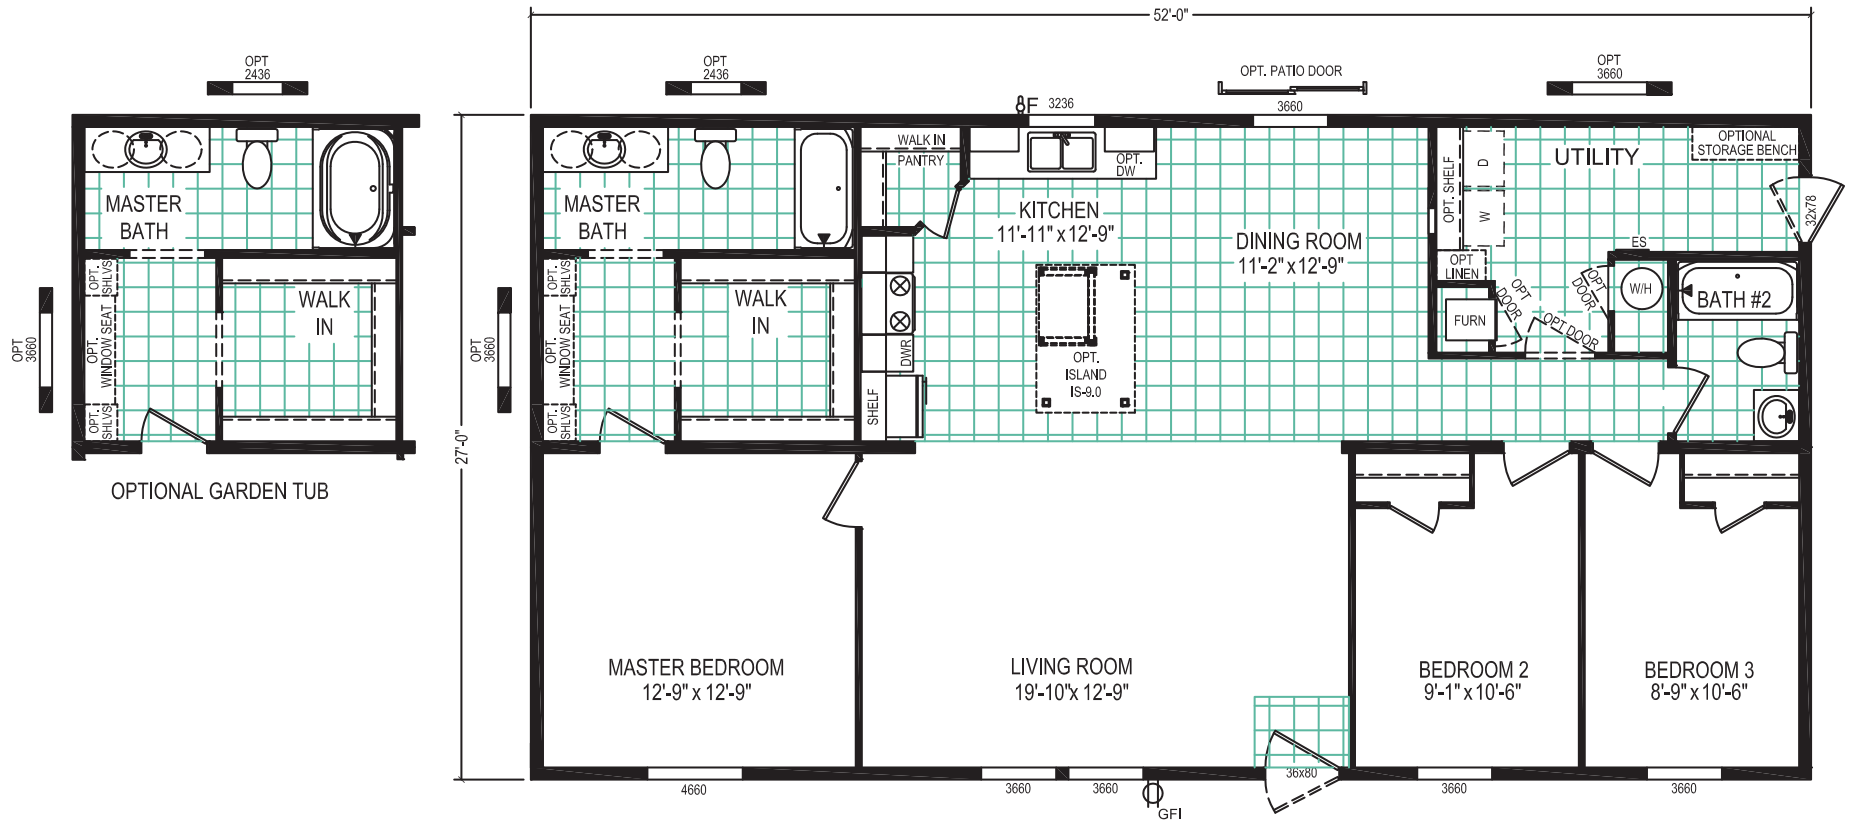 52'-0"
OPT
2436
OPT
2436
OPT. PATIO DOOR
OPT
3660
F
3236
3660
MASTER
BATH
OPT.
SHLVS
OPT.
WINDOW SEAT
OPT.
SHLVS
WALK
IN
OPT
3660
OPTIONAL GARDEN TUB
27'-0"
OPT
3660
MASTER
BATH
OPT.
SHLVS
OPT.
WINDOW SEAT
OPT.
SHLVS
WALK
IN
WALK IN
PANTRY
OPT.
DW
KITCHEN
11'-11" x 12'-9"
DINING ROOM
11'-2" x 12'-9"
DWR
SHELF
OPT.
ISLAND
IS-9.0
OPT. SHELF
D
W
UTILITY
OPTIONAL
STORAGE BENCH
32x78
ES
OPT
LINEN
FURN
OPT
DOOR
OPT
DOOR
OPT DOOR
W/H
BATH #2
MASTER BEDROOM
12'-9" x 12'-9"
LIVING ROOM
19'-10"x 12'-9"
BEDROOM 2
9'-1" x 10'-6"
BEDROOM 3
8'-9" x 10'-6"
36x80
4660
3660
3660
GFI
3660
3660